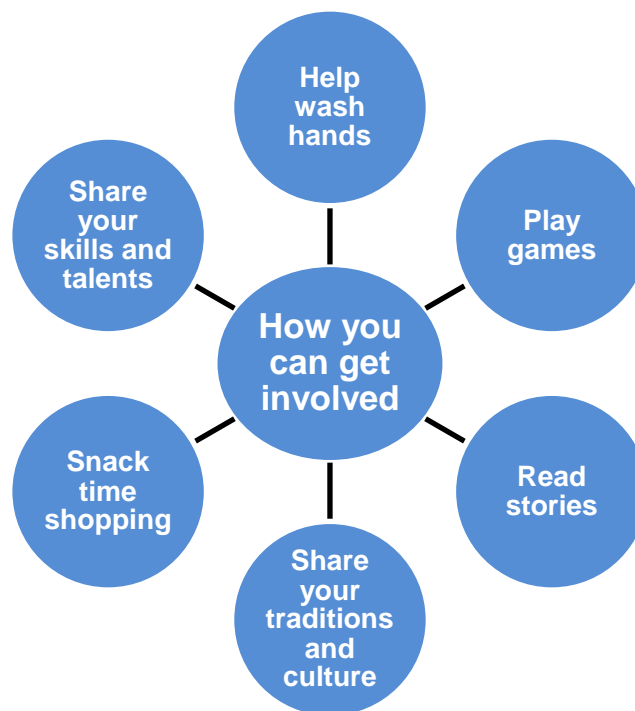 Help
wash
hands
Play
games
Read
stories
Share
your
traditions
and
culture
Snack
time
shopping
Share
your
skills and
talents
How you
can get
involved